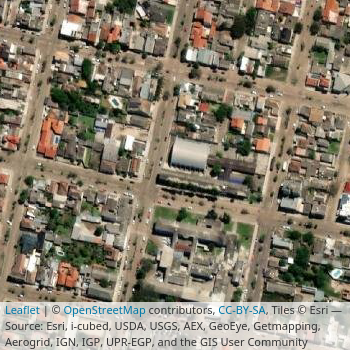 Leaflet | © OpenStreetMap contributors, CC-BY-SA, Tiles © Esri —
Source: Esri, i-cubed, USDA, USGS, AEX, GeoEye, Getmapping,
Aerogrid, IGN, IGP, UPR-EGP, and the GIS User Community